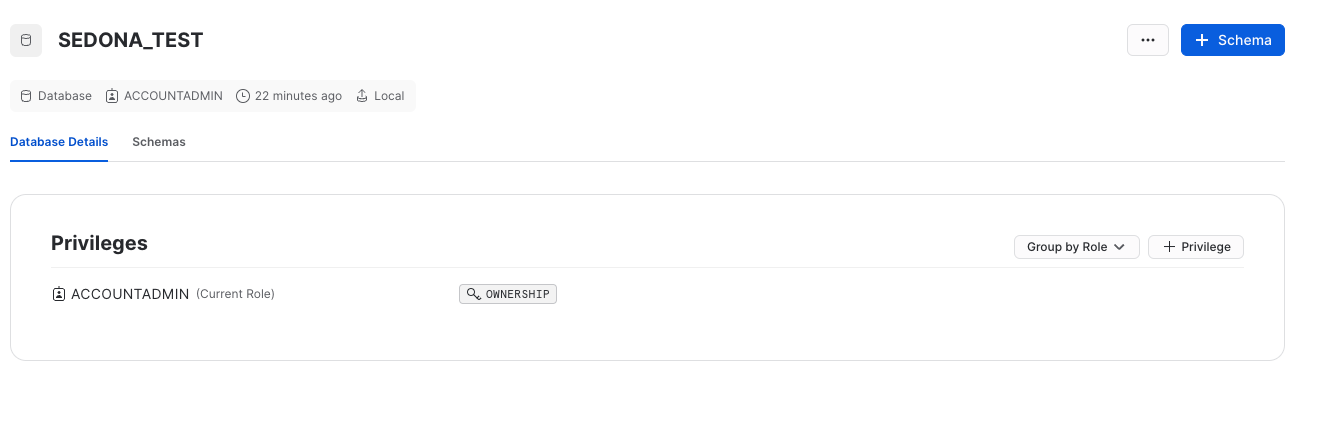 SEDONA_TEST
... + Schema
Database ACCOUNTADMIN 22 minutes ago Local
Database Details Schemas
Privileges
Group by Role + Privilege
ACCOUNTADMIN (Current Role) OWNERSHIP